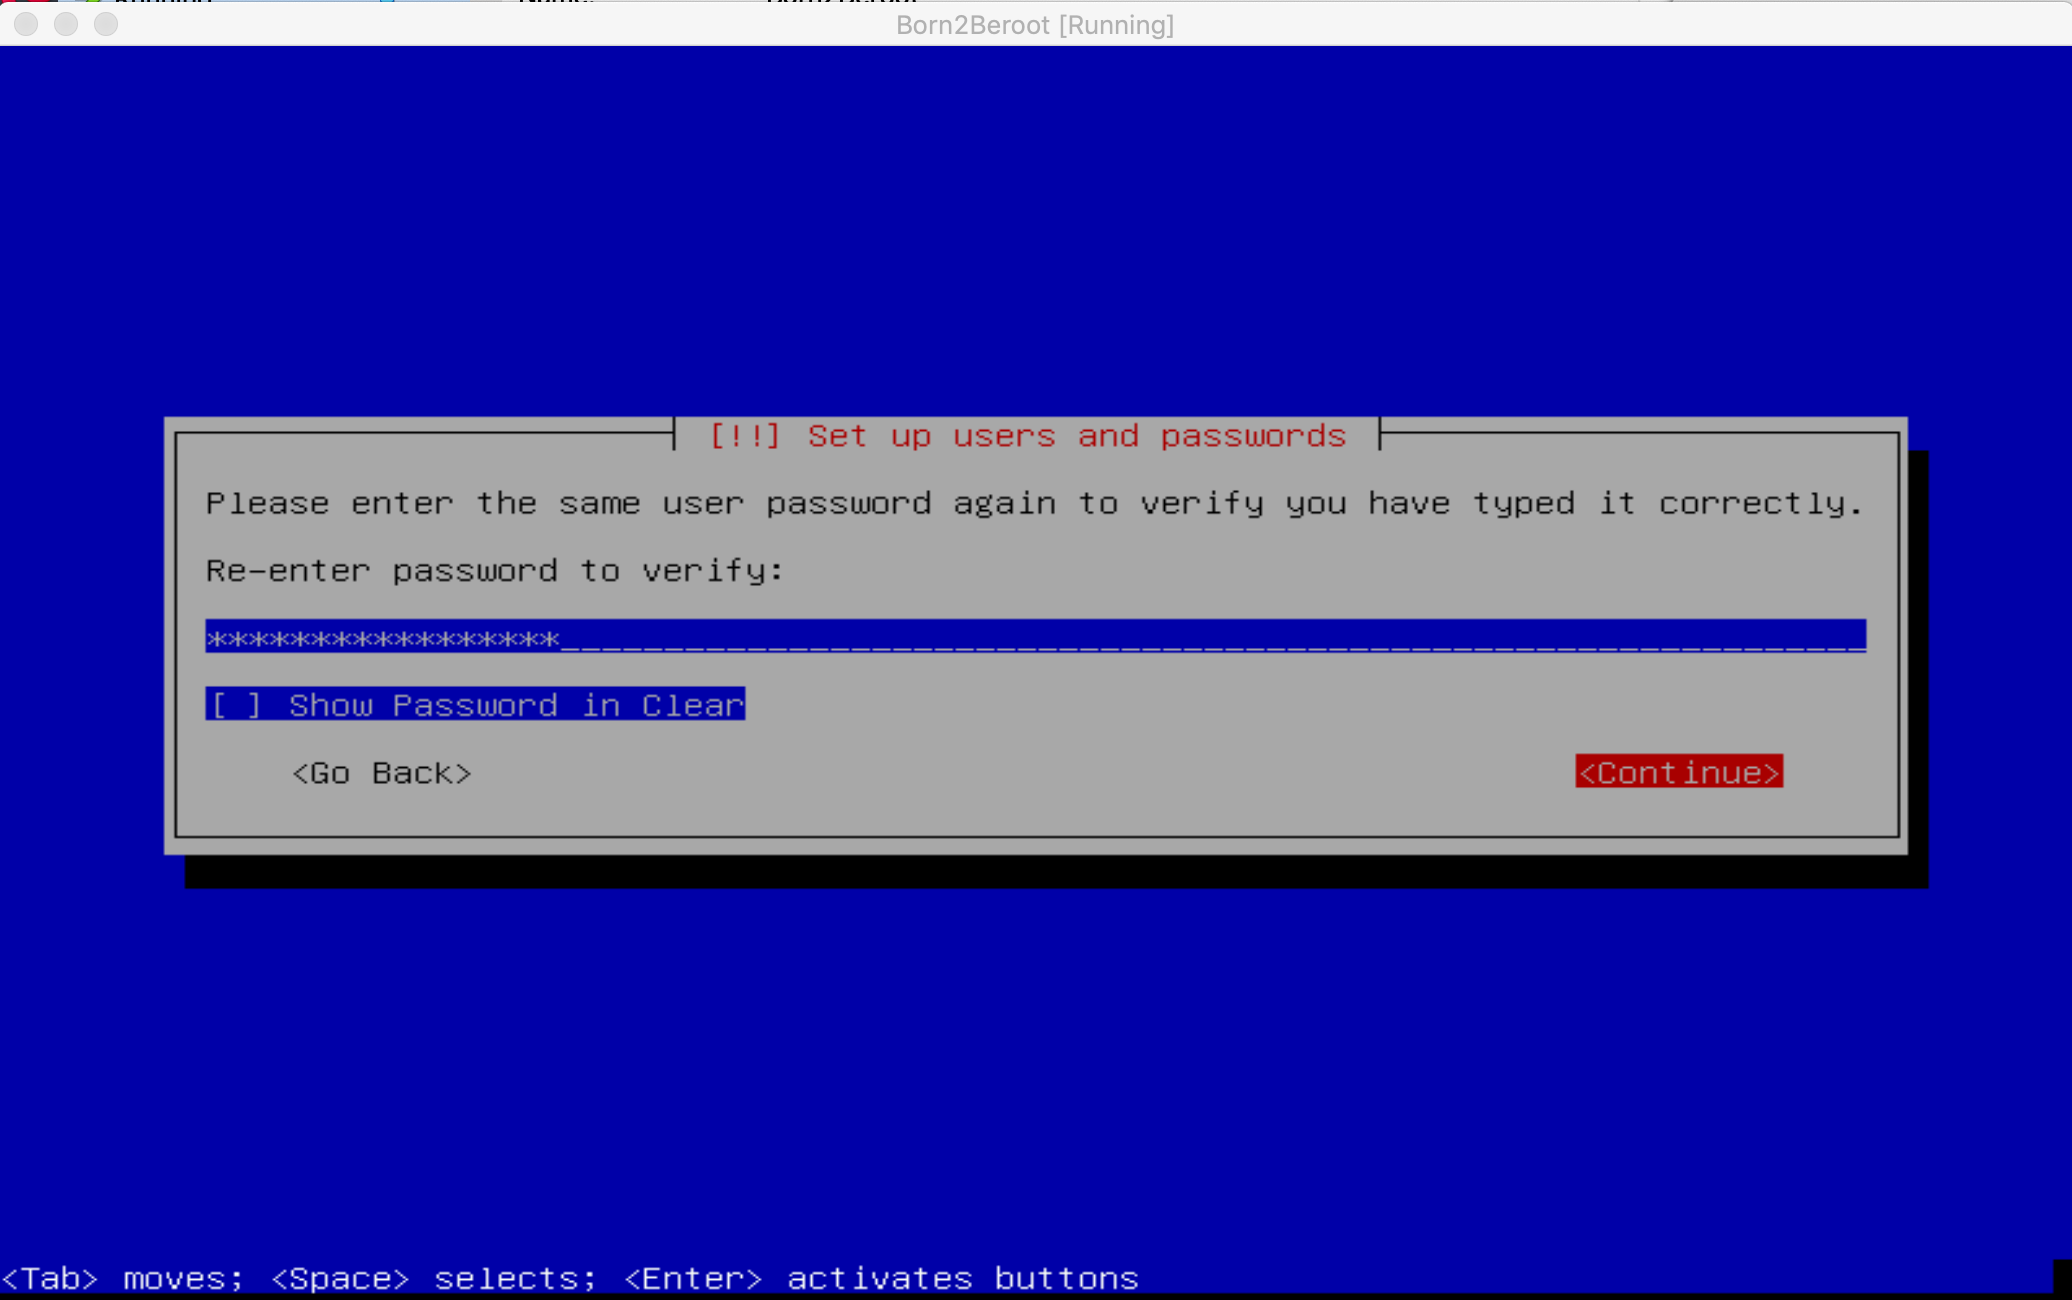 Born2Beroot [Running]
[!!] Set up users and passwords
Please enter the same user password again to verify you have typed it correctly.
Re-enter password to verify:
*****************
[ ] Show Password in Clear
<Go Back>
<Continue>
<Tab> moves; <Space> selects; <Enter> activates buttons